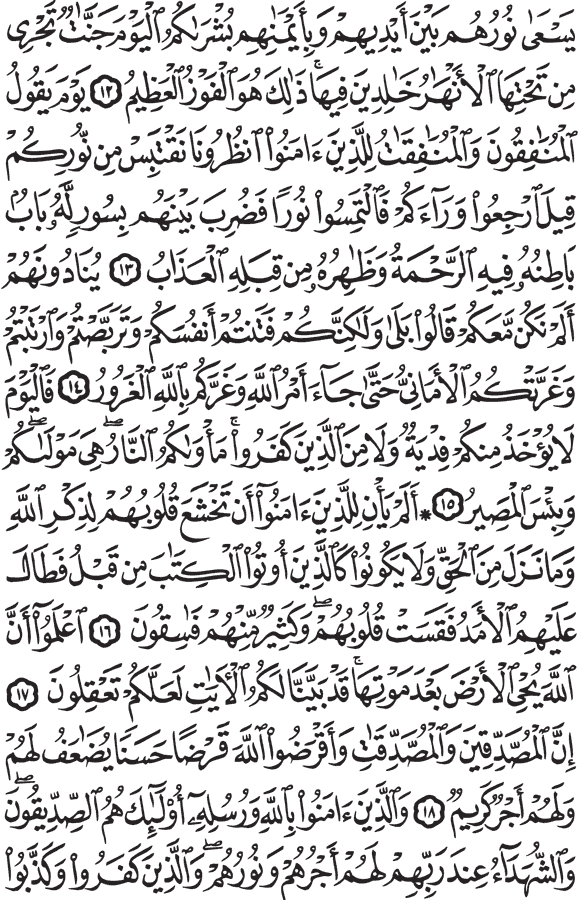 يَسْعَىٰ نُورُهُم بَيْنَ أَيْدِيهِمْ وَبِأَيْمَٰنِهِم بُشْرَىٰكُمُ ٱلْيَوْمَ جَنَّٰتٌ تَجْرِى
مِن تَحْتِهَا ٱلْأَنْهَٰرُ خَٰلِدِينَ فِيهَا ۚ ذَٰلِكَ هُوَ ٱلْفَوْزُ ٱلْعَظِيمُ ١٢ يَوْمَ يَقُولُ
ٱلْمُنَٰفِقُونَ وَٱلْمُنَٰفِقَٰتُ لِلَّذِينَ ءَامَنُوا۟ ٱنظُرُونَا نَقْتَبِسْ مِن نُّورِكُمْ
قِيلَ ٱرْجِعُوا۟ وَرَآءَكُمْ فَٱلْتَمِسُوا۟ نُورًا فَضُرِبَ بَيْنَهُم بِسُورٍ لَّهُۥ بَابٌۢ
بَاطِنُهُۥ فِيهِ ٱلرَّحْمَةُ وَظَٰهِرُهُۥ مِن قِبَلِهِ ٱلْعَذَابُ ١٣ يُنَادُونَهُمْ
أَلَمْ نَكُن مَّعَكُمْ قَالُوا۟ بَلَىٰ وَلَٰكِنَّكُمْ فَتَنتُمْ أَنفُسَكُمْ وَتَرَبَّصْتُمْ وَٱرْتَبْتُمْ
وَغَرَّتْكُمُ ٱلْأَمَانِىُّ حَتَّىٰ جَآءَ أَمْرُ ٱللَّهِ وَغَرَّكُم بِٱللَّهِ ٱلْغَرُورُ ١٤ فَٱلْيَوْمَ
لَا يُؤْخَذُ مِنكُمْ فِدْيَةٌ وَلَا مِنَ ٱلَّذِينَ كَفَرُوا۟ ۚ مَأْوَىٰكُمُ ٱلنَّارُ ۖ هِىَ مَوْلَىٰكُمْ ۖ
وَبِئْسَ ٱلْمَصِيرُ ١٥ * أَلَمْ يَأْنِ لِلَّذِينَ ءَامَنُوٓا۟ أَن تَخْشَعَ قُلُوبُهُمْ لِذِكْرِ ٱللَّهِ
وَمَا نَزَلَ مِنَ ٱلْحَقِّ وَلَا يَكُونُوا۟ كَٱلَّذِينَ أُوتُوا۟ ٱلْكِتَٰبَ مِن قَبْلُ فَطَالَ
عَلَيْهِمُ ٱلْأَمَدُ فَقَسَتْ قُلُوبُهُمْ ۖ وَكَثِيرٌ مِّنْهُمْ فَٰسِقُونَ ١٦ ٱعْلَمُوٓا۟ أَنَّ
ٱللَّهَ يُحْىِ ٱلْأَرْضَ بَعْدَ مَوْتِهَا ۚ قَدْ بَيَّنَّا لَكُمُ ٱلْءَايَٰتِ لَعَلَّكُمْ تَعْقِلُونَ ١٧
إِنَّ ٱلْمُصَّدِّقِينَ وَٱلْمُصَّدِّقَٰتِ وَأَقْرَضُوا۟ ٱللَّهَ قَرْضًا حَسَنًا يُضَٰعَفُ لَهُمْ
وَلَهُمْ أَجْرٌ كَرِيمٌ ١٨ وَٱلَّذِينَ ءَامَنُوا۟ بِٱللَّهِ وَرُسُلِهِۦٓ أُو۟لَٰٓئِكَ هُمُ ٱلصِّدِّيقُونَ ۖ
وَٱلشُّهَدَآءُ عِندَ رَبِّهِمْ لَهُمْ أَجْرُهُمْ وَنُورُهُمْ ۖ وَٱلَّذِينَ كَفَرُوا۟ وَكَذَّبُوا۟